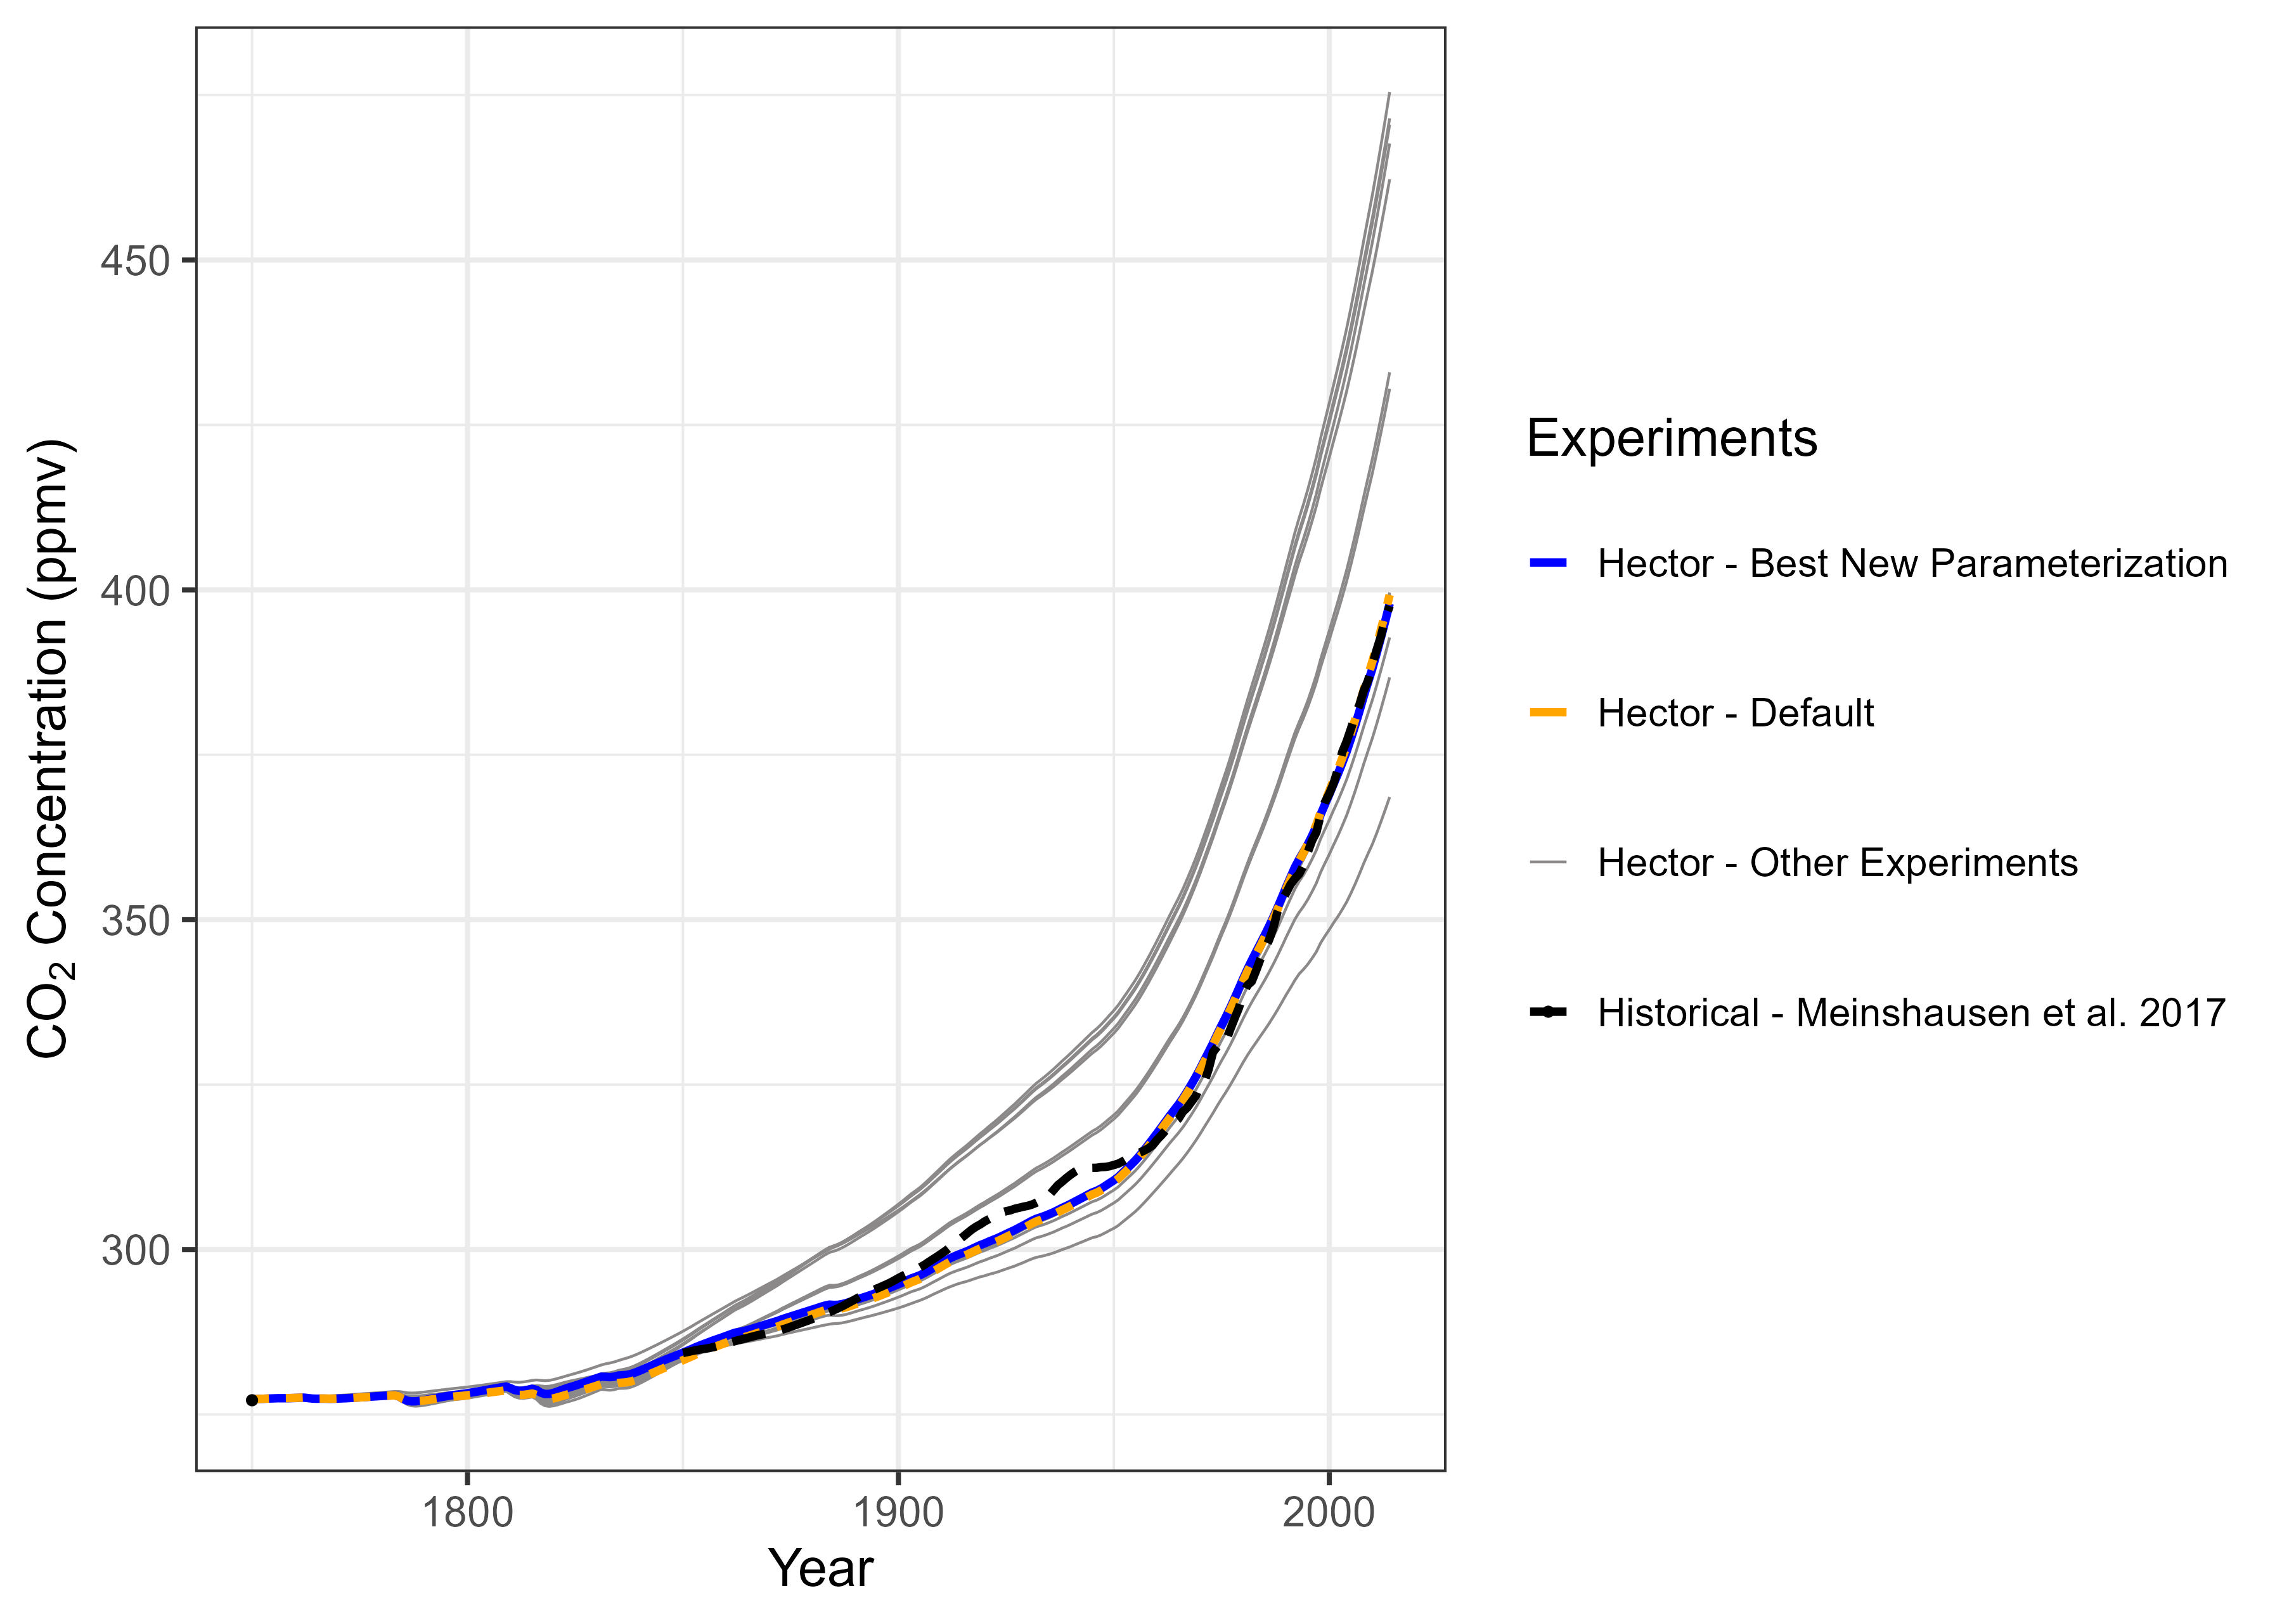 CO₂ Concentration (ppmv)
450
400
350
300
1800
1900
2000
Year
Experiments
Hector - Best New Parameterization
Hector - Default
Hector - Other Experiments
Historical - Meinshausen et al. 2017